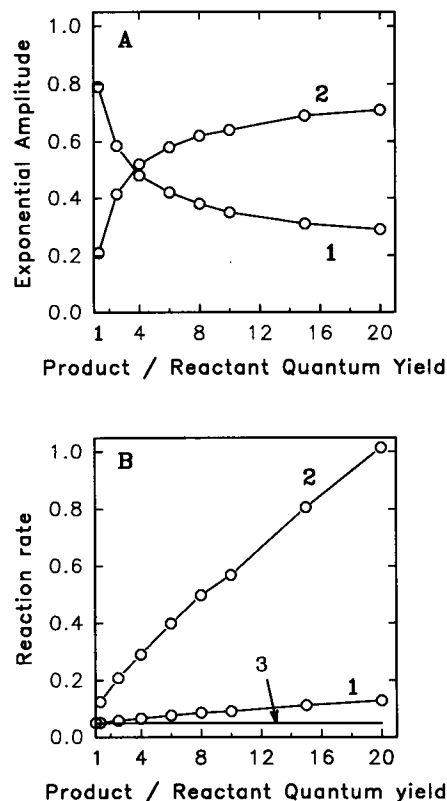 A
1.0
0.8
0.6
0.4
0.2
0.0
Exponential Amplitude
2
1
1 4 8 12 16 20
Product / Reactant Quantum Yield
B
1.0
0.8
0.6
0.4
0.2
0.0
Reaction rate
2
3
1
1 4 8 12 16 20
Product / Reactant Quantum yield